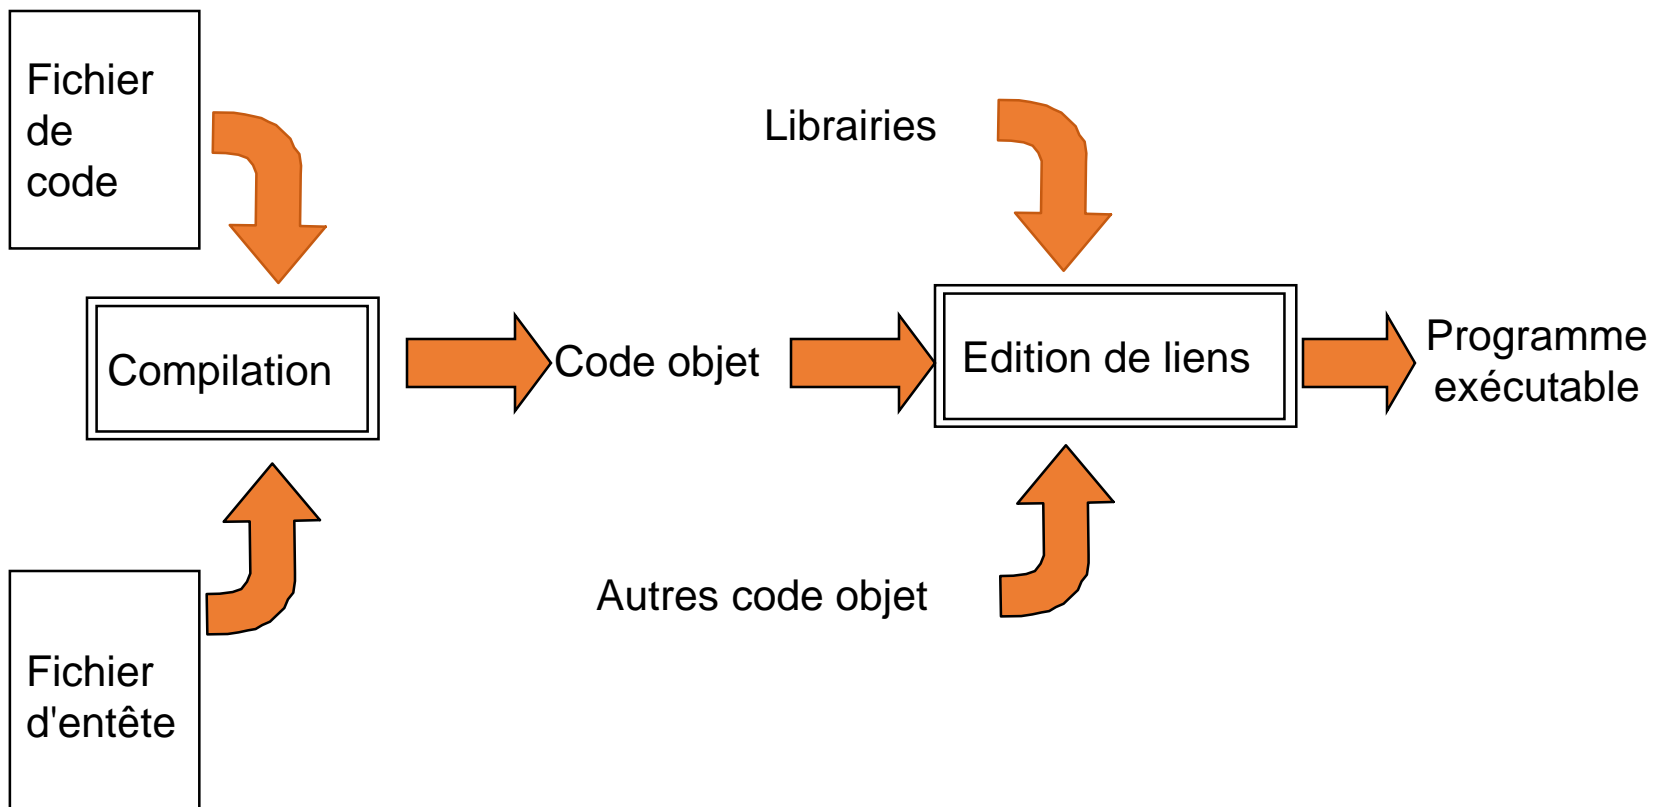 Fichier
de
code
Librairies
Compilation
Code objet
Edition de liens
Programme
exécutable
Autres code objet
Fichier
d'entête